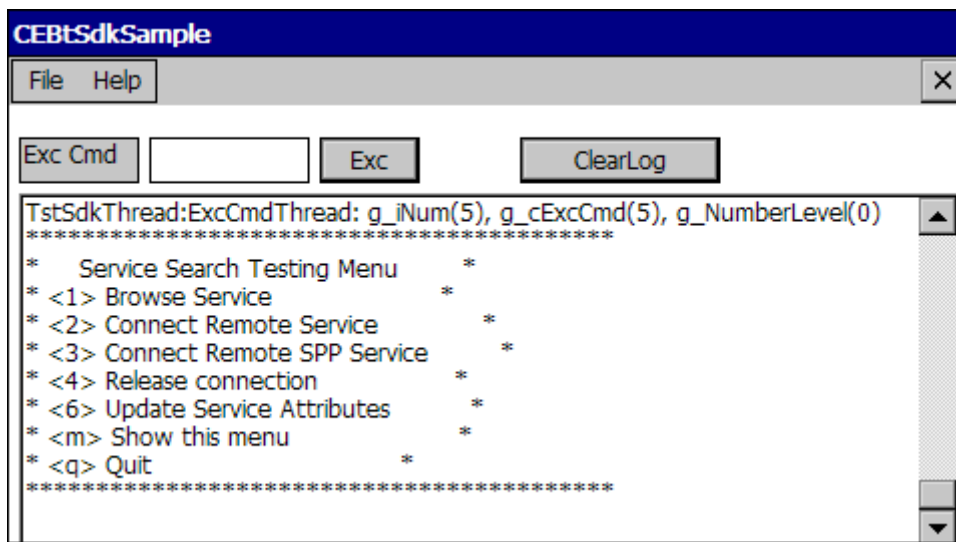 CEBtSdkSample
File Help
Exc Cmd Exc ClearLog
TstSdkThread:ExcCmdThread: g_iNum(5), g_cExcCmd(5), g_NumberLevel(0)
******************************************
* Service Search Testing Menu *
* <1> Browse Service *
* <2> Connect Remote Service *
* <3> Connect Remote SPP Service *
* <4> Release connection *
* <6> Update Service Attributes *
* <m> Show this menu *
* <q> Quit *
******************************************